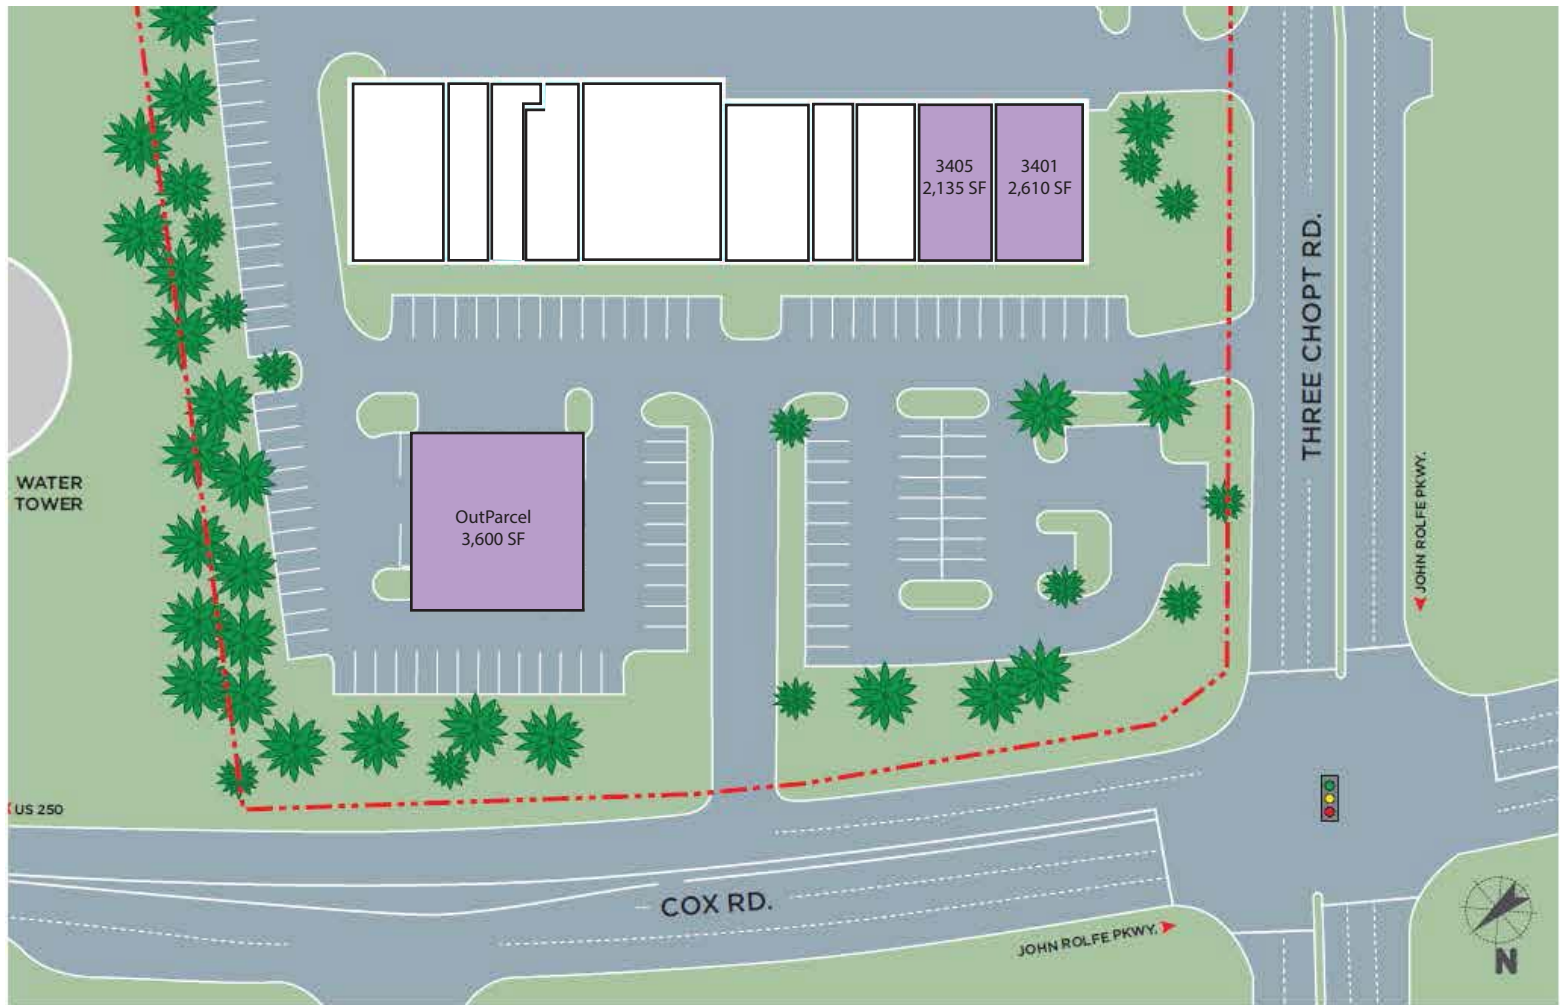 3405
2,135 SF
3401
2,610 SF
THREE CHOPT RD.
WATER
TOWER
OutParcel
3,600 SF
JOHN ROLFE PKWY.
US 250
COX RD.
JOHN ROLFE PKWY.
N